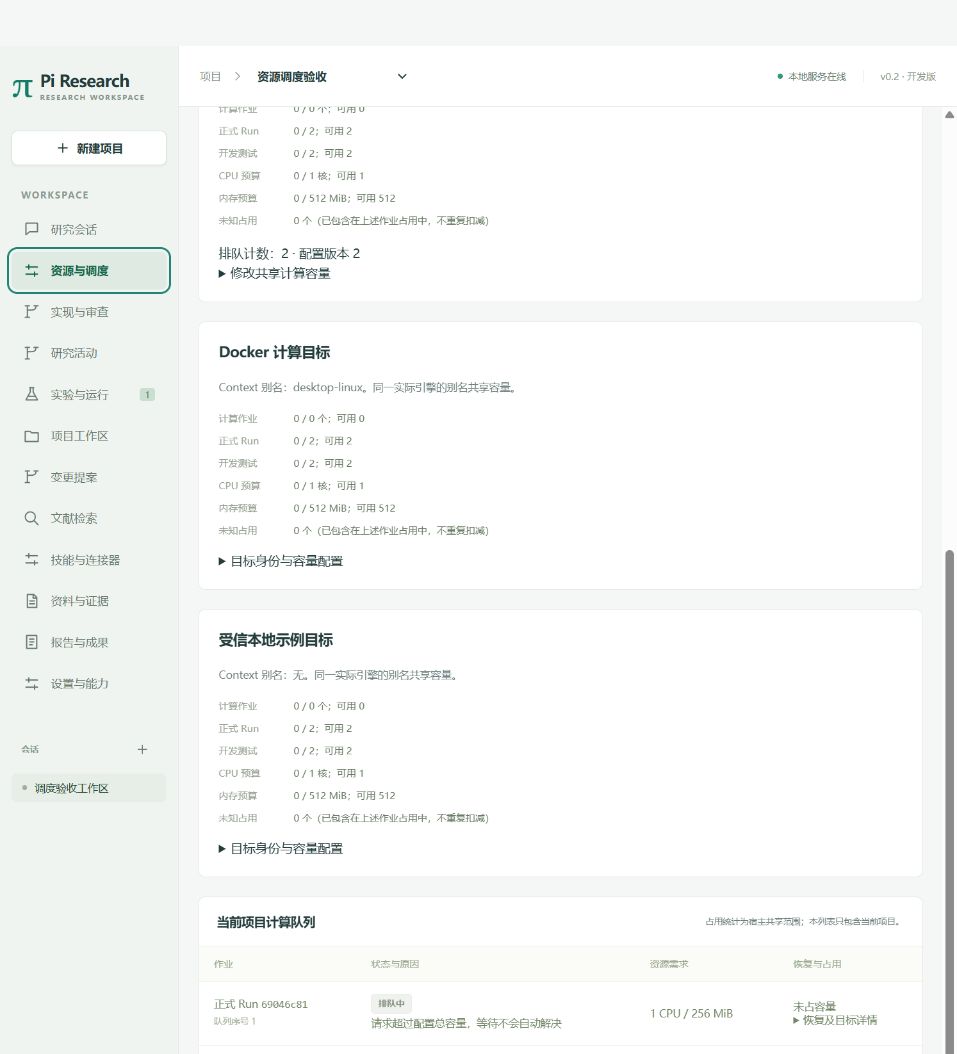 π Pi Research
RESEARCH WORKSPACE
+ 新建项目
WORKSPACE
研究会话
资源与调度
实现与审查
研究活动
实验与运行 1
项目工作区
变更提案
文献检索
技能与连接器
资料与证据
报告与成果
设置与能力
会话 +
调度验收工作区
项目 > 资源调度验收
本地服务在线
v0.2 · 开发版
计算作业 0 / 0 个；可用 0
正式 Run 0 / 2；可用 2
开发测试 0 / 2；可用 2
CPU 预算 0 / 1 核；可用 1
内存预算 0 / 512 MiB；可用 512
未知占用 0 个（已包含在上述作业占用中，不重复扣减）
排队计数：2 · 配置版本 2
▶ 修改共享计算容量
Docker 计算目标
Context 别名：desktop-linux。同一实际引擎的别名共享容量。
计算作业 0 / 0 个；可用 0
正式 Run 0 / 2；可用 2
开发测试 0 / 2；可用 2
CPU 预算 0 / 1 核；可用 1
内存预算 0 / 512 MiB；可用 512
未知占用 0 个（已包含在上述作业占用中，不重复扣减）
▶ 目标身份与容量配置
受信本地示例目标
Context 别名：无。同一实际引擎的别名共享容量。
计算作业 0 / 0 个；可用 0
正式 Run 0 / 2；可用 2
开发测试 0 / 2；可用 2
CPU 预算 0 / 1 核；可用 1
内存预算 0 / 512 MiB；可用 512
未知占用 0 个（已包含在上述作业占用中，不重复扣减）
▶ 目标身份与容量配置
当前项目计算队列
占用统计为宿主共享范围；本列表只包含当前项目。
作业 状态与原因 资源需求 恢复与占用
正式 Run 69046c81
队列序号 1
排队中
请求超过配置总容量，等待不会自动解决
1 CPU / 256 MiB
未占容量
▶ 恢复及目标详情